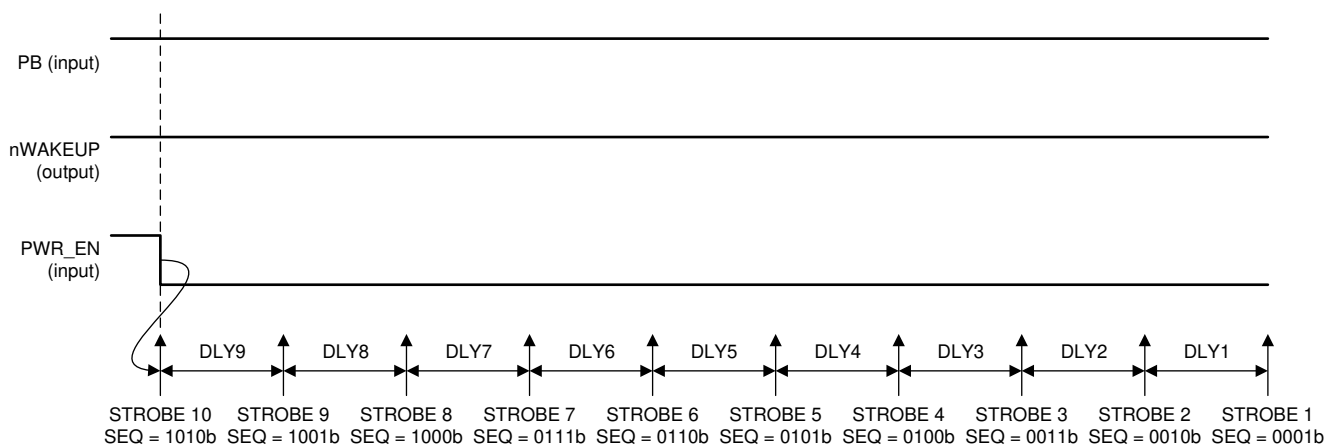 PB (input)
nWAKEUP
(output)
PWR_EN
(input)
DLY9 DLY8 DLY7 DLY6 DLY5 DLY4 DLY3 DLY2 DLY1
STROBE 10 STROBE 9 STROBE 8 STROBE 7 STROBE 6 STROBE 5 STROBE 4 STROBE 3 STROBE 2 STROBE 1
SEQ = 1010b SEQ = 1001b SEQ = 1000b SEQ = 0111b SEQ = 0110b SEQ = 0101b SEQ = 0100b SEQ = 0011b SEQ = 0010b SEQ = 0001b